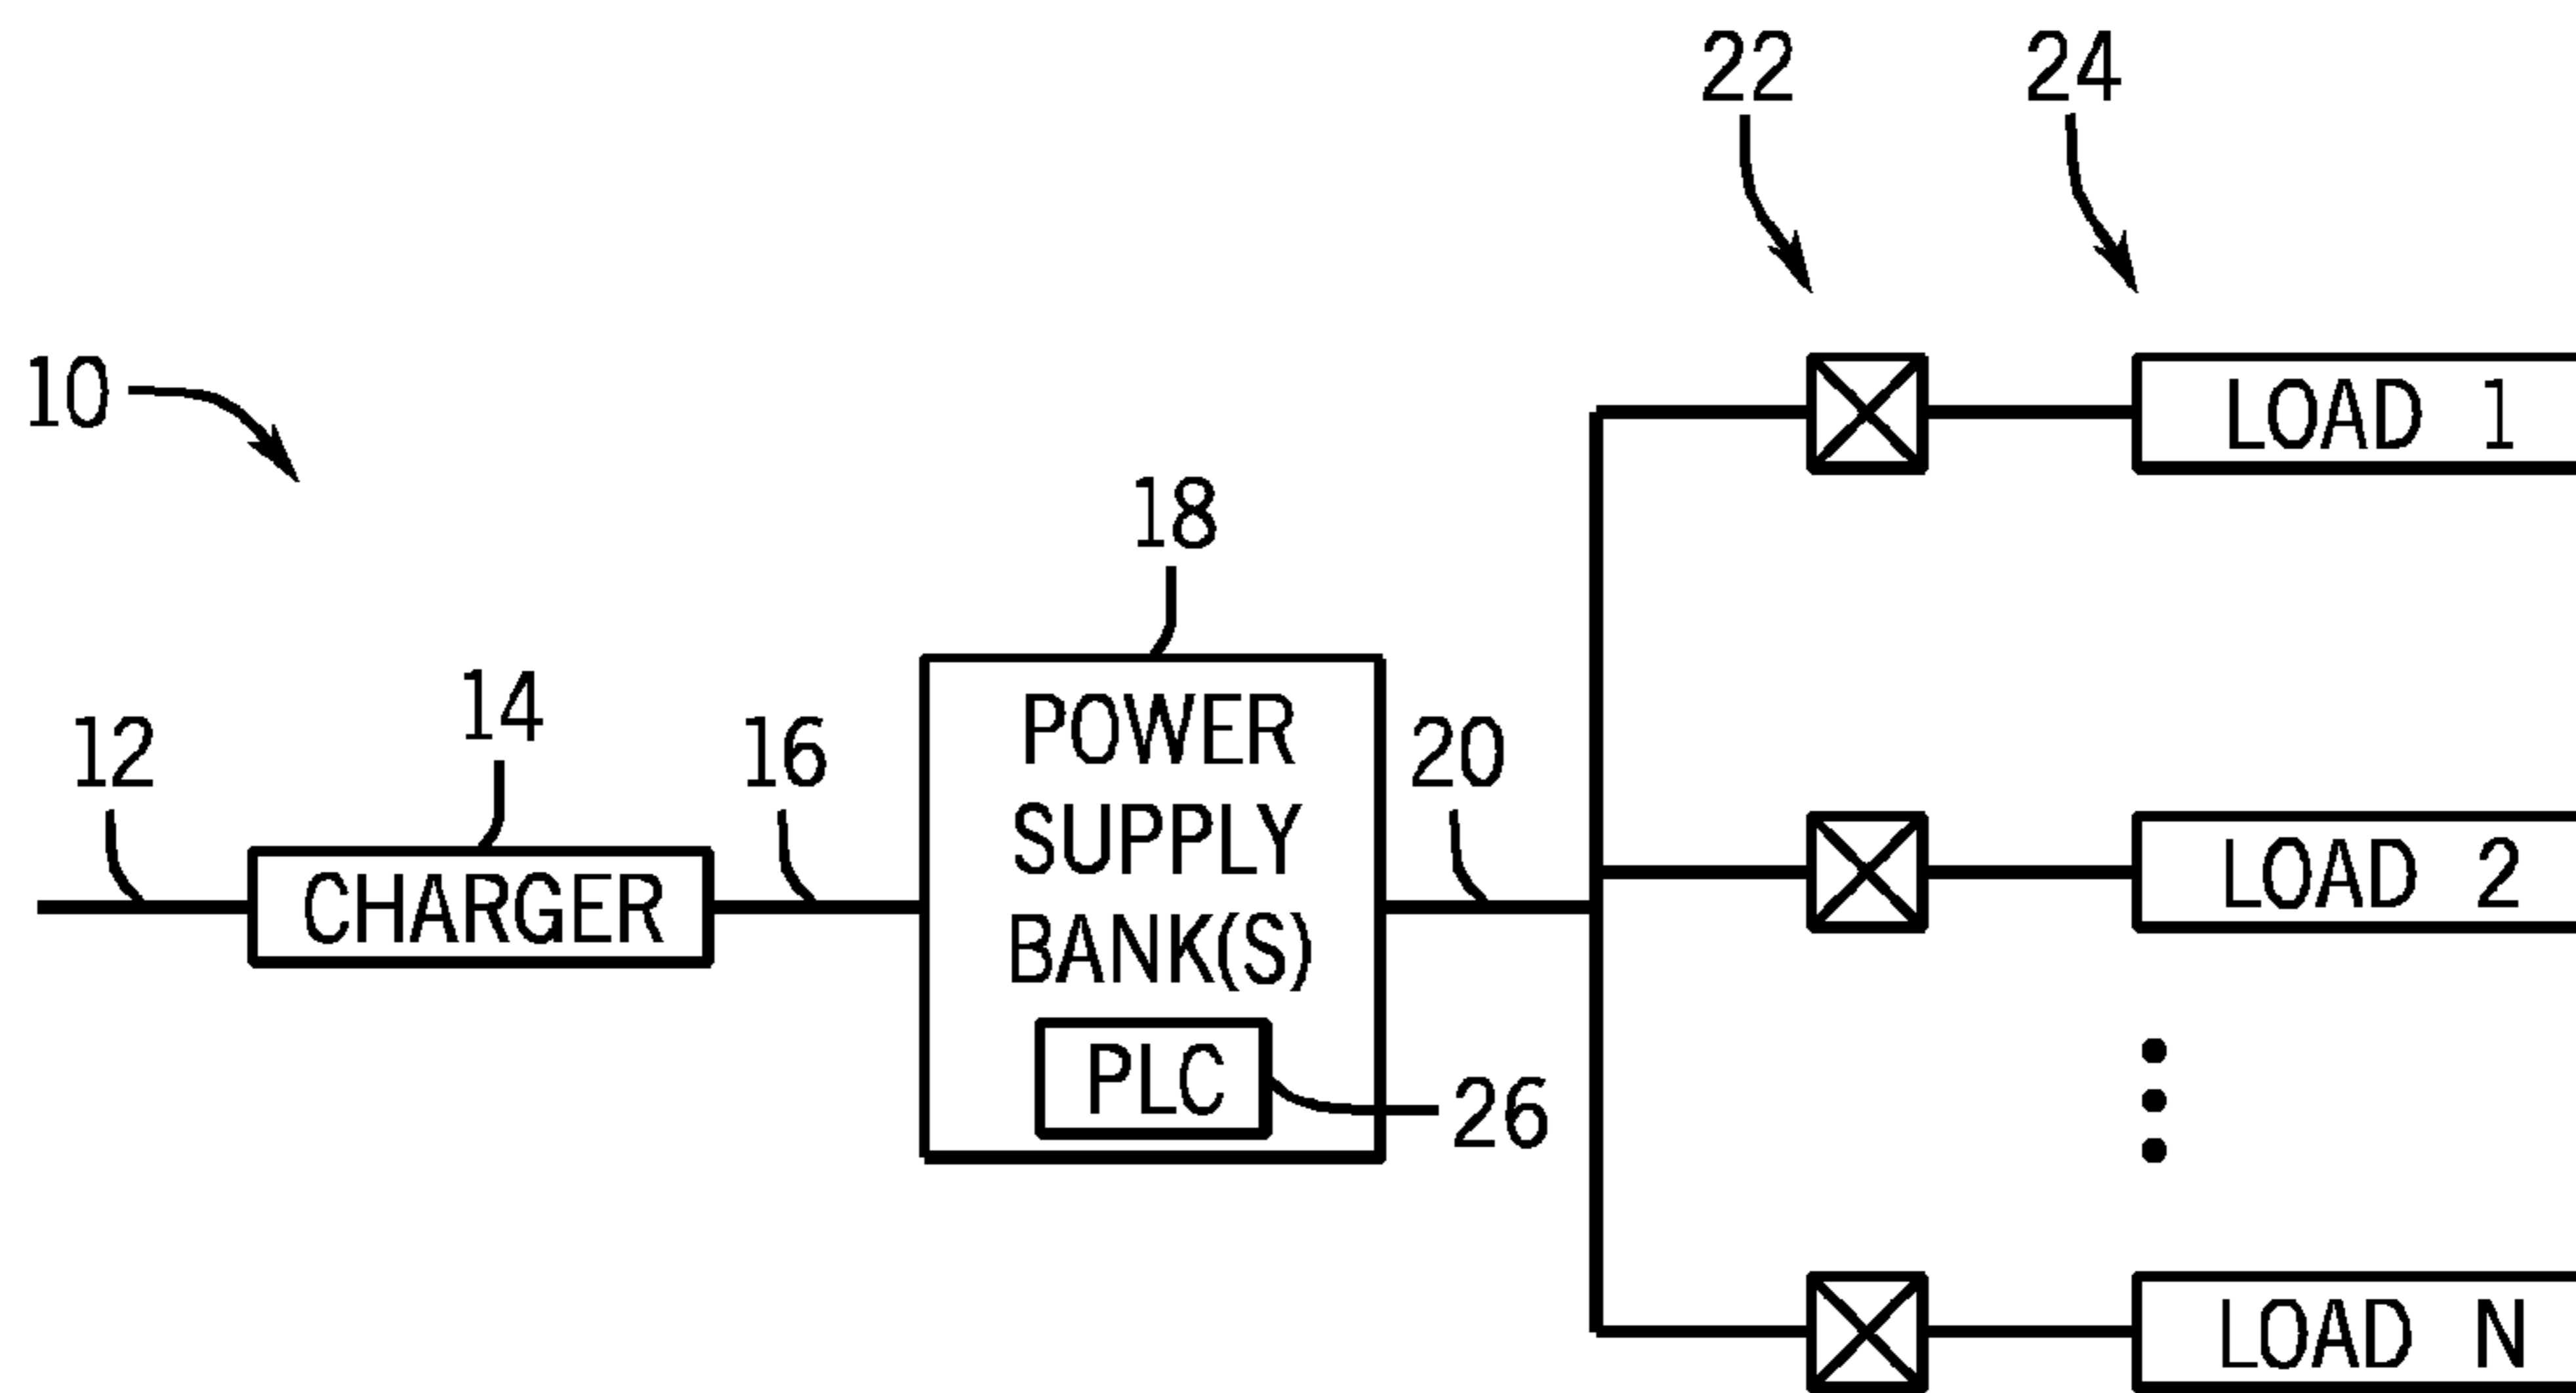 22
24
10
LOAD 1
18
14
12
16
POWER
SUPPLY
BANK(S)
20
CHARGER
LOAD 2
PLC
26
LOAD N